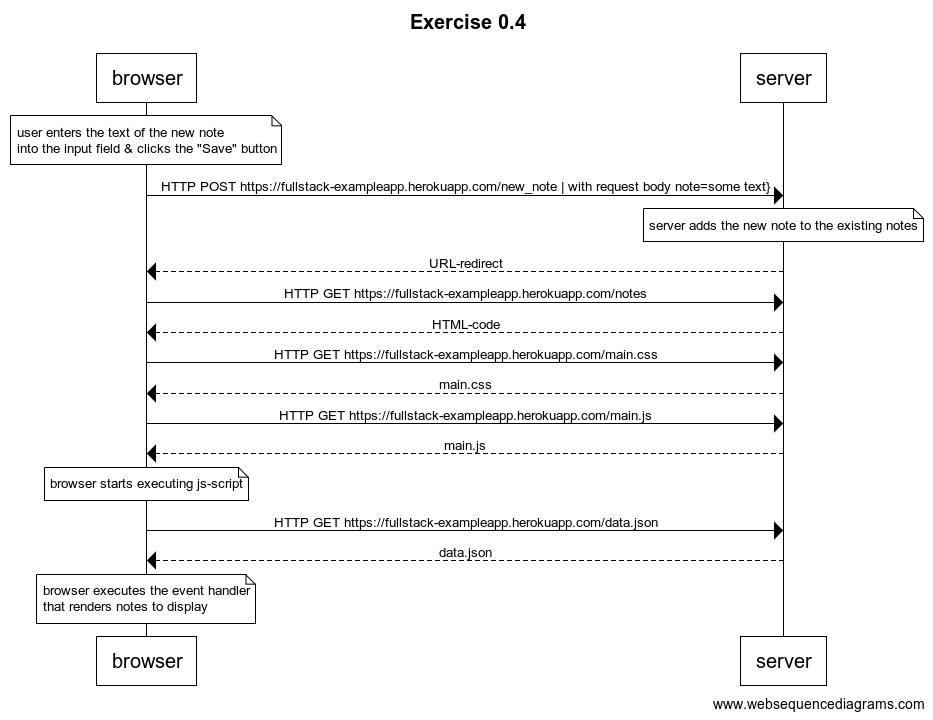 Exercise 0.4
browser
server
user enters the text of the new note
into the input field & clicks the "Save" button
HTTP POST https://fullstack-exampleapp.herokuapp.com/new_note | with request body note=some text}
server adds the new note to the existing notes
URL-redirect
HTTP GET https://fullstack-exampleapp.herokuapp.com/notes
HTML-code
HTTP GET https://fullstack-exampleapp.herokuapp.com/main.css
main.css
HTTP GET https://fullstack-exampleapp.herokuapp.com/main.js
main.js
browser starts executing js-script
HTTP GET https://fullstack-exampleapp.herokuapp.com/data.json
data.json
browser executes the event handler
that renders notes to display
browser
server
www.websequencediagrams.com